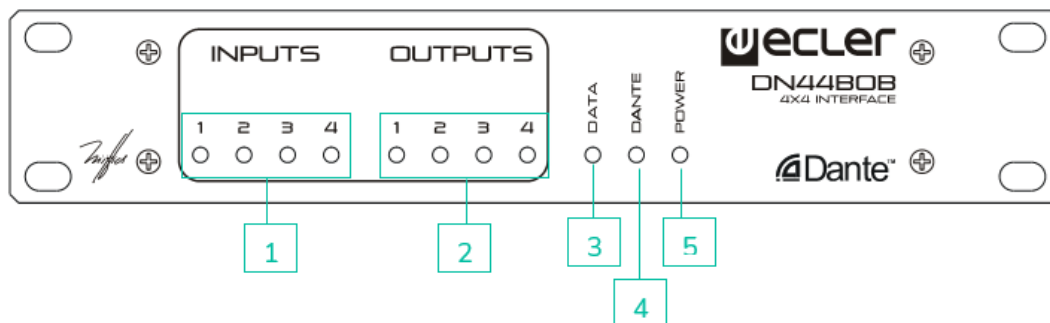 INPUTS OUTPUTS
ecler
DN44BOB
4X4 INTERFACE
DATA
DANTE
POWER
1 2 3 4
1 2 3 4
Dante™
1
2
3
4
5